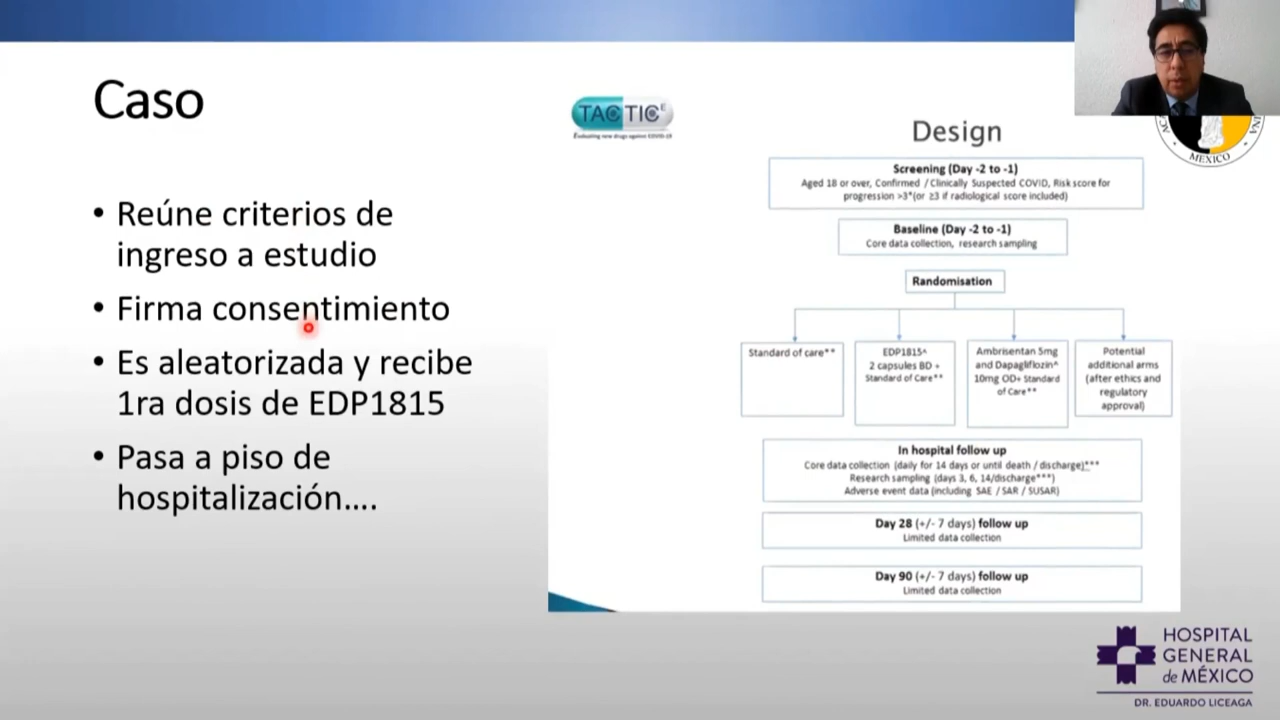 Caso
• Reúne criterios de
ingreso a estudio
• Firma consentimiento
• Es aleatorizada y recibe
1ra dosis de EDP1815
• Pasa a piso de
hospitalización....
TACTIC E
Evaluating new drugs against COVID-19
Design
Screening (Day -2 to -1)
Aged 18 or over, Confirmed / Clinically Suspected COVID, Risk score for
progression >3*(or ≥3 if radiological score included)
Baseline (Day -2 to -1)
Core data collection, research sampling
Randomisation
Standard of care**
EDP1815^
2 capsules BD +
Standard of Care**
Ambrisentan 5mg
and Dapagliflozin^
10mg OD+ Standard
of Care**
Potential
additional arms
(after ethics and
regulatory
approval)
In hospital follow up
Core data collection (daily for 14 days or until death / discharge)***
Research sampling (days 3, 6, 14/discharge***)
Adverse event data (including SAE / SAR / SUSAR)
Day 28 (+/- 7 days) follow up
Limited data collection
Day 90 (+/- 7 days) follow up
Limited data collection
MEXICO
HOSPITAL
GENERAL
de MÉXICO
DR. EDUARDO LICEAGA